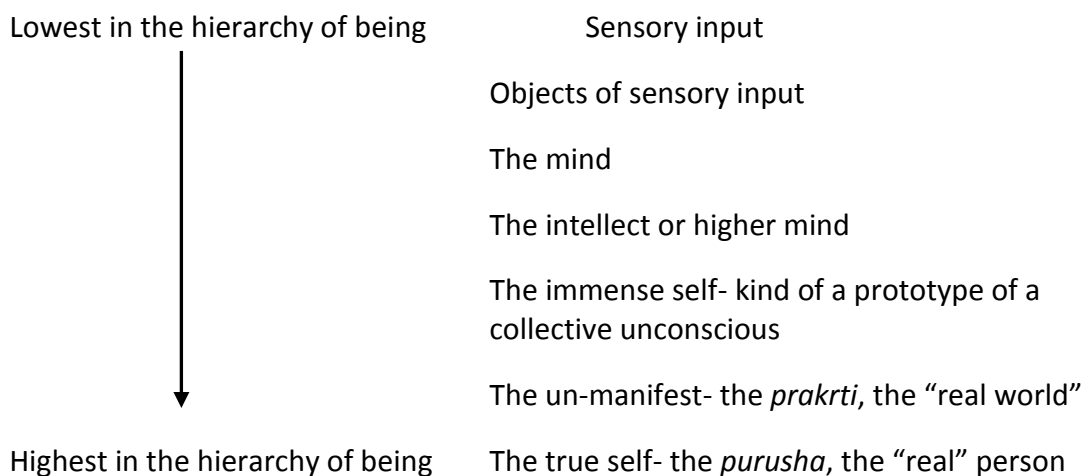 Lowest in the hierarchy of being Sensory input
Objects of sensory input
The mind
The intellect or higher mind
The immense self- kind of a prototype of a
collective unconscious
The un-manifest- the prakrti, the “real world”
Highest in the hierarchy of being The true self- the purusha, the “real” person